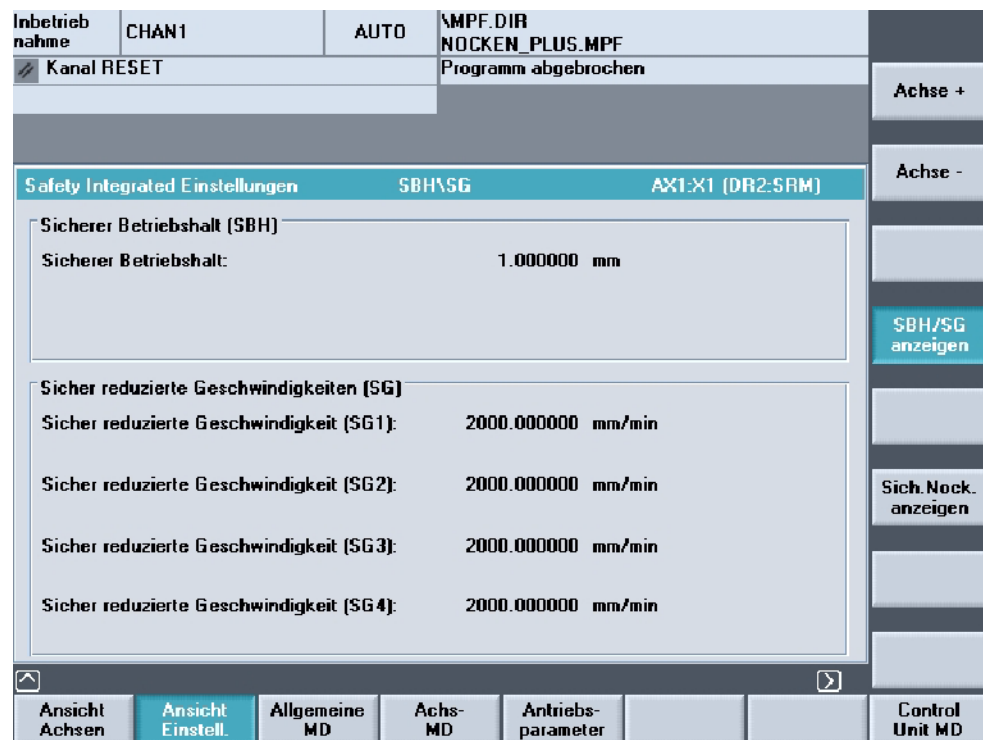 Inbetrieb
nahme
CHAN1
AUTO
\MPF.DIR
NOCKEN_PLUS.MPF
Kanal RESET
Programm abgebrochen
Safety Integrated Einstellungen SBH\SG AX1:X1 (DR2:SRM)
Sicherer Betriebshalt (SBH)
Sicherer Betriebshalt: 1.000000 mm
Sicher reduzierte Geschwindigkeiten (SG)
Sicher reduzierte Geschwindigkeit (SG1): 2000.000000 mm/min
Sicher reduzierte Geschwindigkeit (SG2): 2000.000000 mm/min
Sicher reduzierte Geschwindigkeit (SG3): 2000.000000 mm/min
Sicher reduzierte Geschwindigkeit (SG4): 2000.000000 mm/min
Achse +
Achse -
SBH/SG
anzeigen
Sich.Nock.
anzeigen
Ansicht
Achsen
Ansicht
Einstell.
Allgemeine
MD
Achs-
MD
Antriebs-
parameter
Control
Unit MD